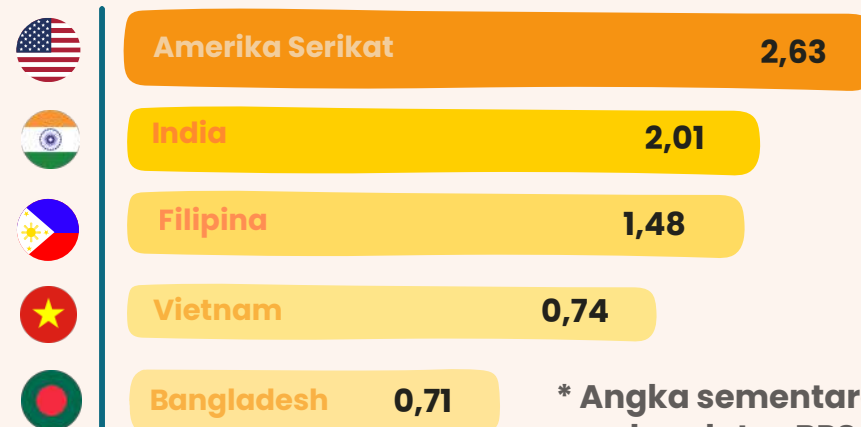 Amerika Serikat 2,63
India 2,01
Filipina 1,48
Vietnam 0,74
Bangladesh 0,71
* Angka sementar